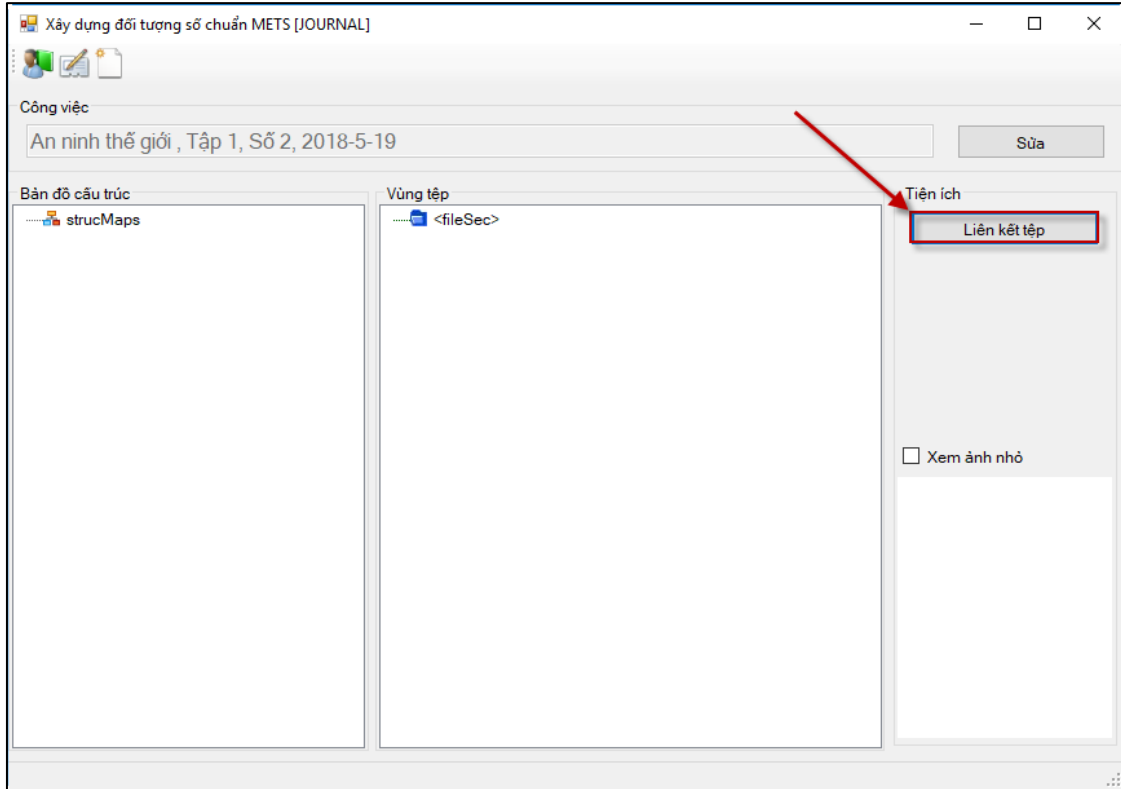 Xây dựng đối tượng số chuẩn METS [JOURNAL]
Công việc
An ninh thế giới , Tập 1, Số 2, 2018-5-19
Sửa
Bản đồ cấu trúc
Vùng tệp
Tiện ích
strucMaps
<fileSec>
Liên kết tệp
Xem ảnh nhỏ